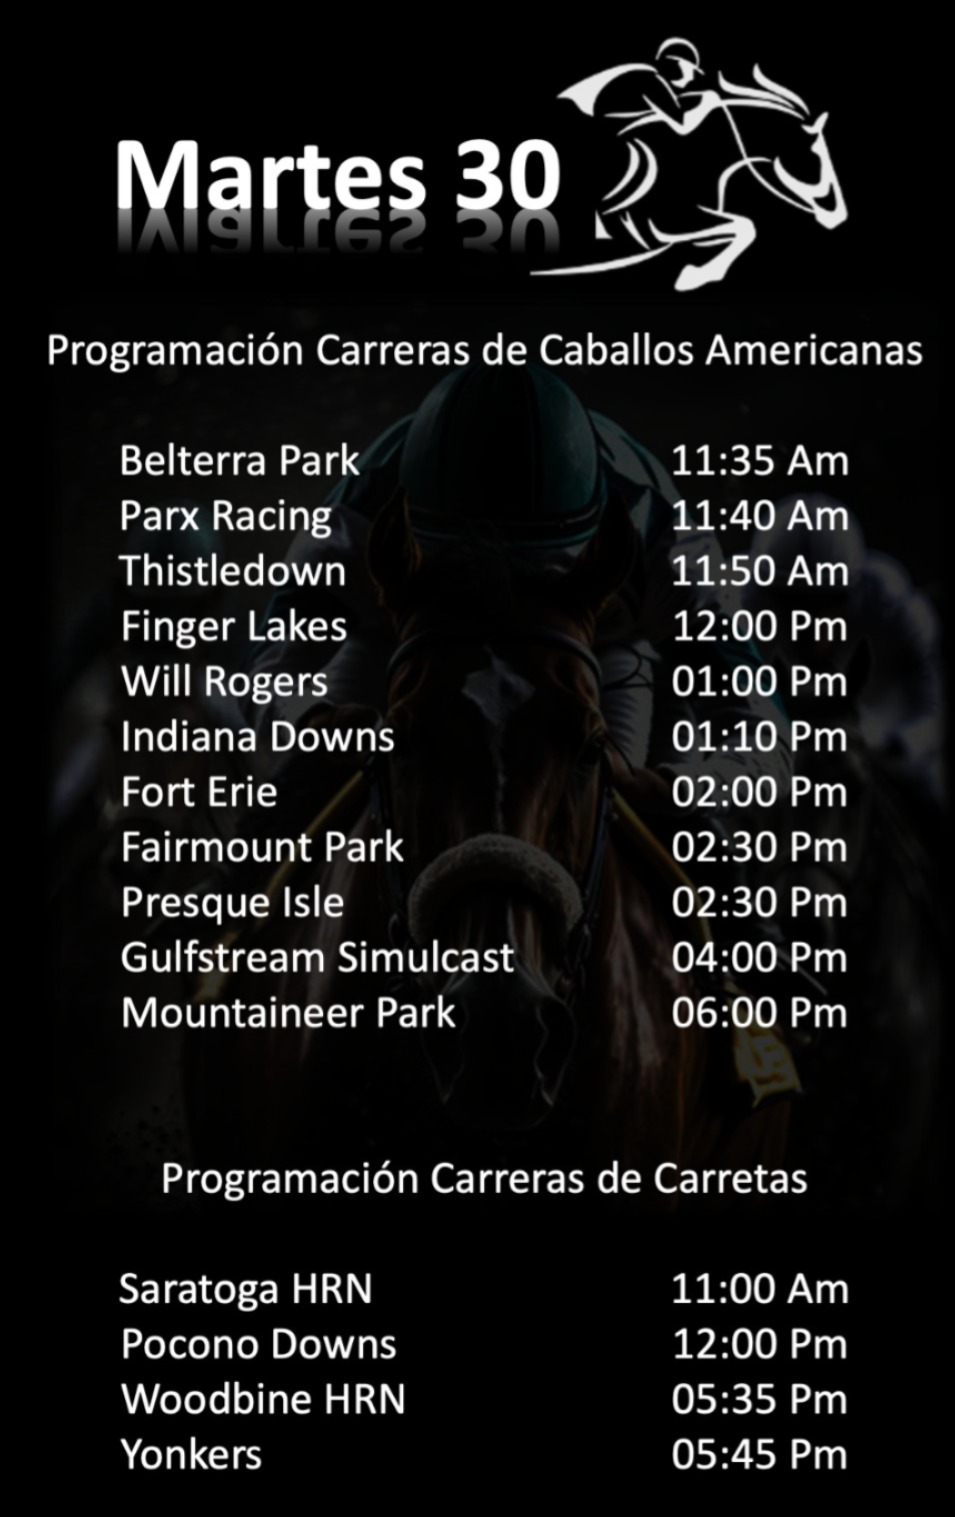 Martes 30
Programación Carreras de Caballos Americanas
Belterra Park 11:35 Am
Parx Racing 11:40 Am
Thistledown 11:50 Am
Finger Lakes 12:00 Pm
Will Rogers 01:00 Pm
Indiana Downs 01:10 Pm
Fort Erie 02:00 Pm
Fairmount Park 02:30 Pm
Presque Isle 02:30 Pm
Gulfstream Simulcast 04:00 Pm
Mountaineer Park 06:00 Pm
Programación Carreras de Carretas
Saratoga HRN 11:00 Am
Pocono Downs 12:00 Pm
Woodbine HRN 05:35 Pm
Yonkers 05:45 Pm